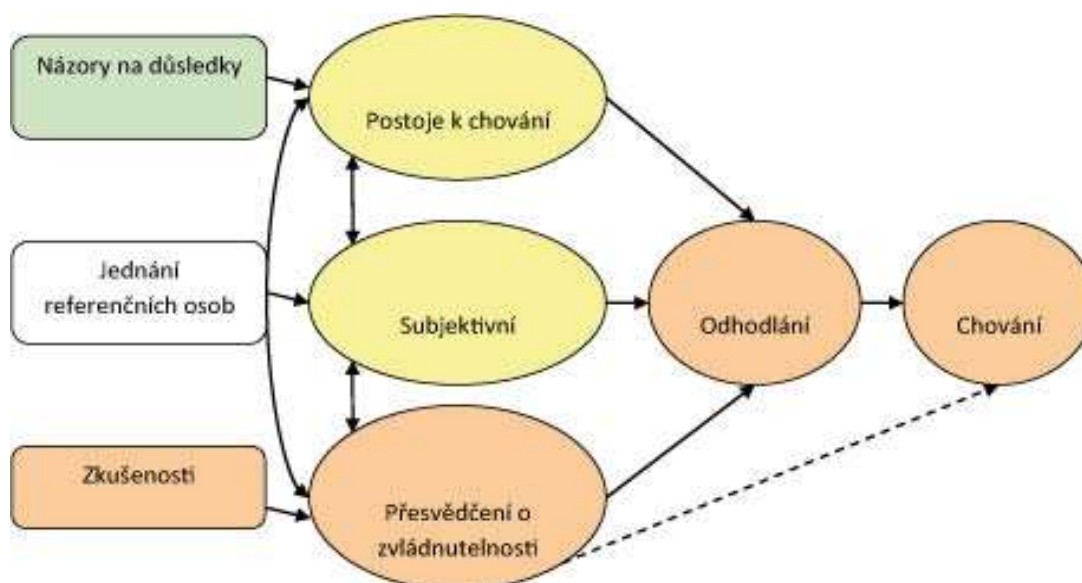 Názory na důsledky
Postoje k chování
Jednání
referenčních osob
Subjektivní
Odhodlání
Chování
Zkušenosti
Přesvědčení o
zvládnutelnosti